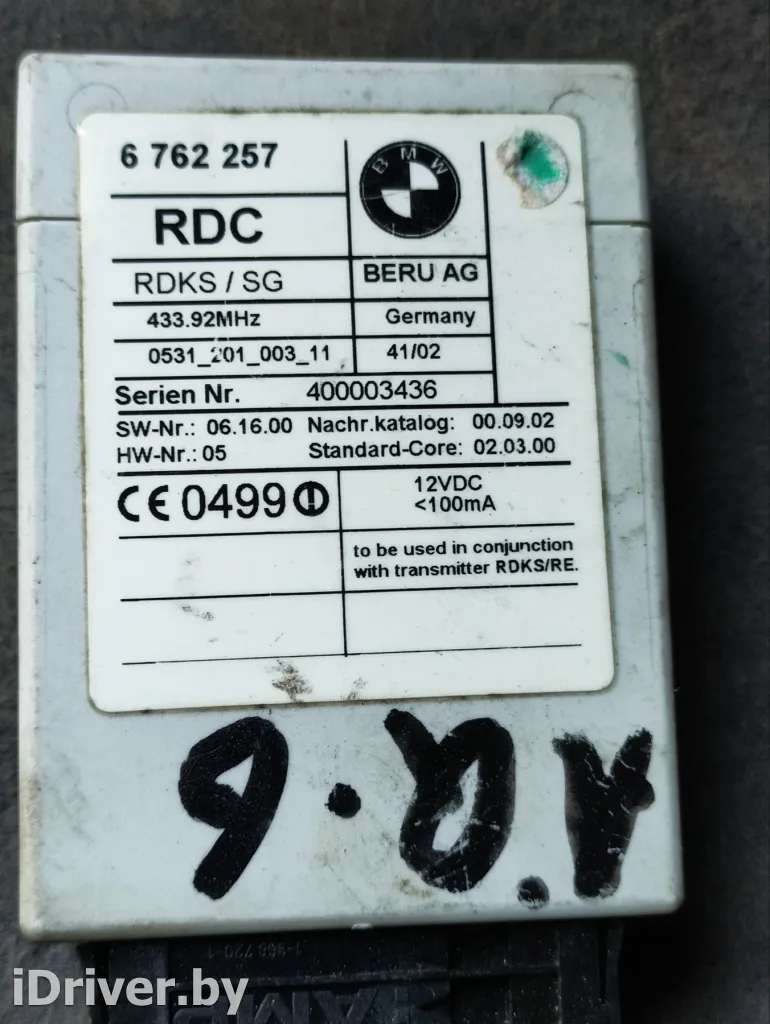 6 762 257
BMW
RDC
RDKS / SG
BERU AG
433.92MHz
Germany
0531_201_003_11
41/02
Serien Nr. 400003436
SW-Nr.: 06.16.00 Nachr.katalog: 00.09.02
HW-Nr.: 05 Standard-Core: 02.03.00
CE 0499
12VDC
<100mA
to be used in conjunction
with transmitter RDKS/RE.
AMP
iDriver.by